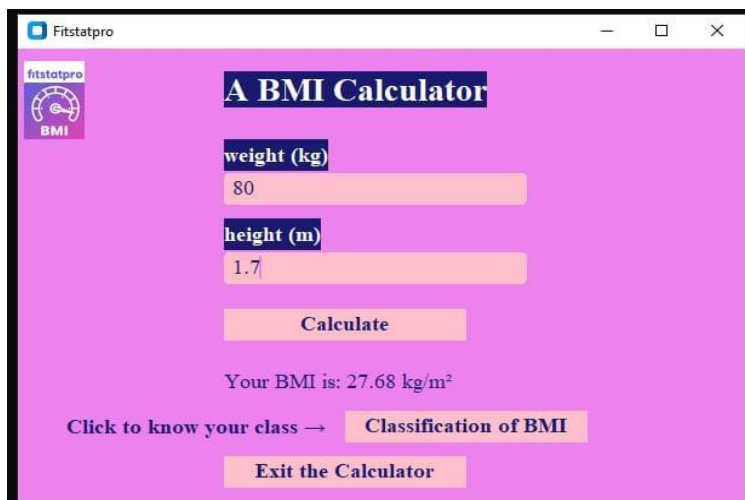 Fitstatpro
fitstatpro
BMI
A BMI Calculator
weight (kg)
80
height (m)
1.7
Calculate
Your BMI is: 27.68 kg/m²
Click to know your class → Classification of BMI
Exit the Calculator